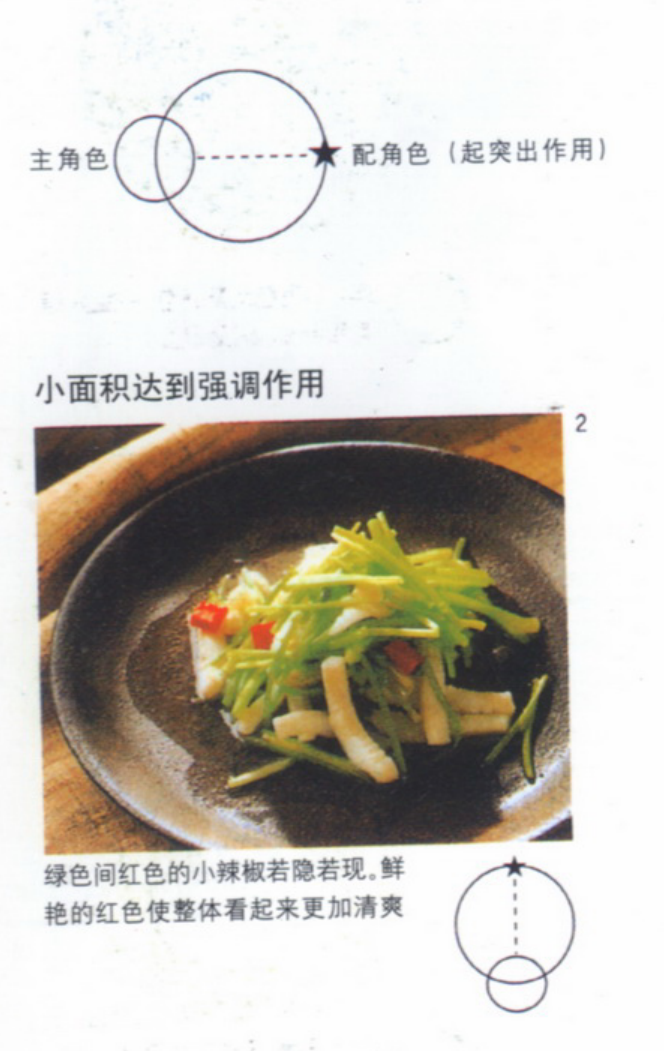 主角色
配角色（起突出作用）
小面积达到强调作用
2
绿色间红色的小辣椒若隐若现。鲜
艳的红色使整体看起来更加清爽